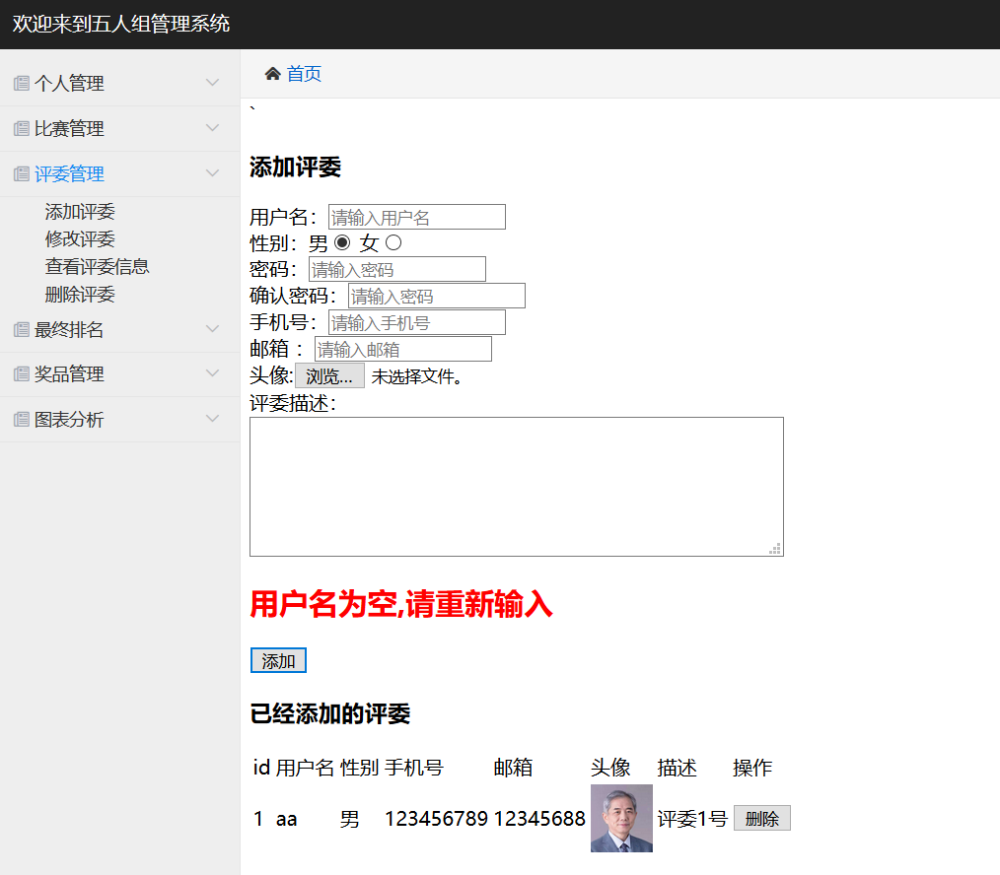 欢迎来到五人组管理系统
个人管理
比赛管理
评委管理
添加评委
修改评委
查看评委信息
删除评委
最终排名
奖品管理
图表分析
首页
`
添加评委
用户名：请输入用户名
性别：男 女
密码：请输入密码
确认密码：请输入密码
手机号：请输入手机号
邮箱 ：请输入邮箱
头像:浏览... 未选择文件。
评委描述：
用户名为空,请重新输入
添加
已经添加的评委
id 用户名 性别 手机号 邮箱 头像 描述 操作
1 aa 男 123456789 12345688 评委1号 删除